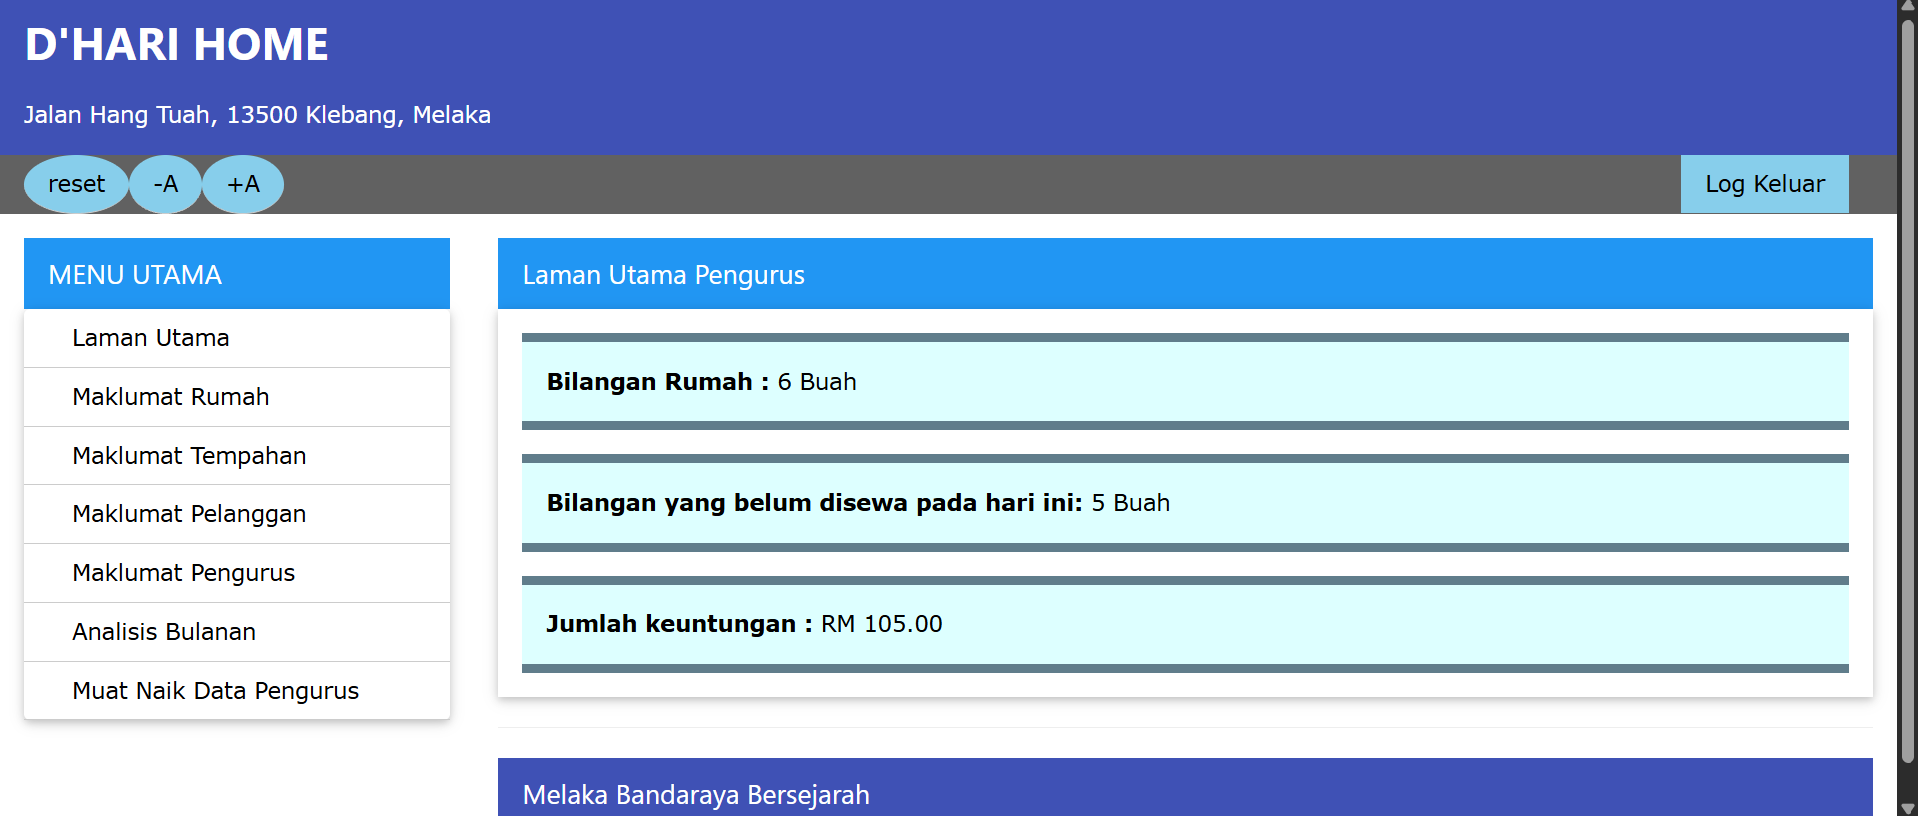 D'HARI HOME
Jalan Hang Tuah, 13500 Klebang, Melaka
reset -A +A Log Keluar
MENU UTAMA
Laman Utama
Maklumat Rumah
Maklumat Tempahan
Maklumat Pelanggan
Maklumat Pengurus
Analisis Bulanan
Muat Naik Data Pengurus
Laman Utama Pengurus
Bilangan Rumah : 6 Buah
Bilangan yang belum disewa pada hari ini: 5 Buah
Jumlah keuntungan : RM 105.00
Melaka Bandaraya Bersejarah